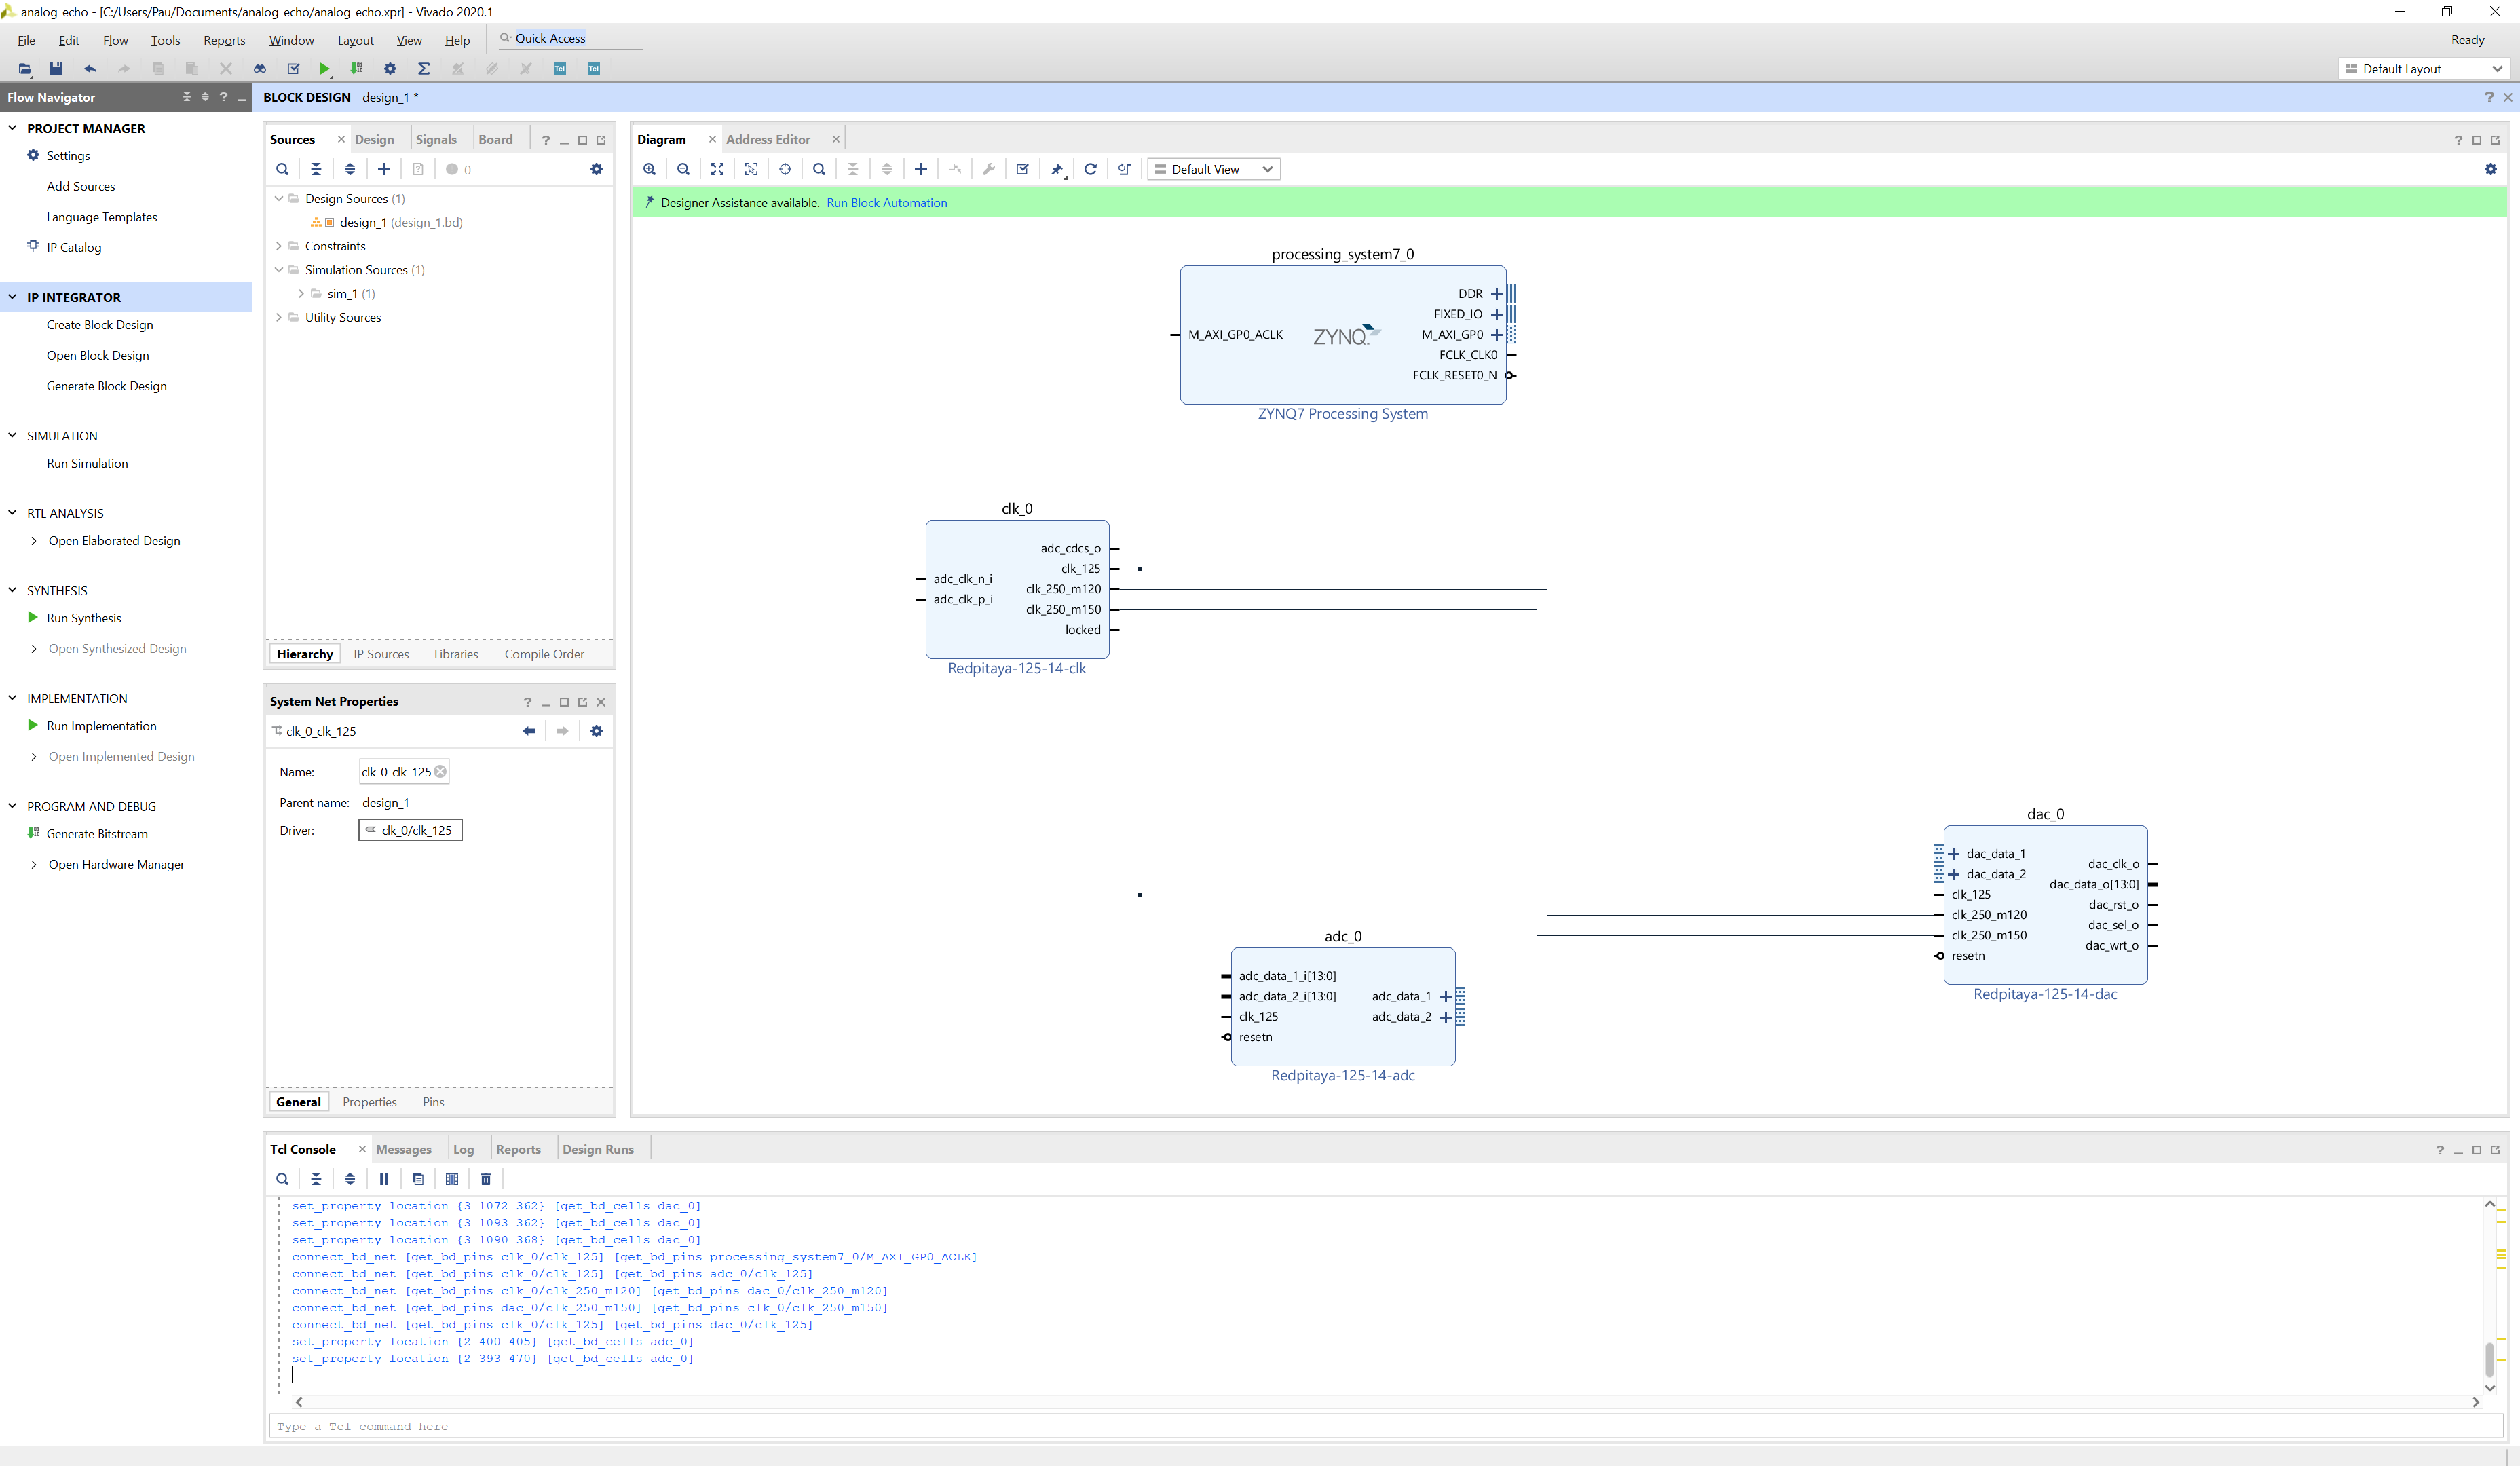 analog_echo - [C:/Users/Pau/Documents/analog_echo/analog_echo.xpr] - Vivado 2020.1
File Edit Flow Tools Reports Window Layout View Help Quick Access
Ready
Default Layout
Flow Navigator
PROJECT MANAGER
Settings
Add Sources
Language Templates
IP Catalog
IP INTEGRATOR
Create Block Design
Open Block Design
Generate Block Design
SIMULATION
Run Simulation
RTL ANALYSIS
Open Elaborated Design
SYNTHESIS
Run Synthesis
Open Synthesized Design
IMPLEMENTATION
Run Implementation
Open Implemented Design
PROGRAM AND DEBUG
Generate Bitstream
Open Hardware Manager
BLOCK DESIGN - design_1 *
Sources Design Signals Board
0
Design Sources (1)
design_1 (design_1.bd)
Constraints
Simulation Sources (1)
sim_1 (1)
Utility Sources
Hierarchy IP Sources Libraries Compile Order
System Net Properties
clk_0_clk_125
Name: clk_0_clk_125
Parent name: design_1
Driver: clk_0/clk_125
General Properties Pins
Diagram Address Editor
Default View
Designer Assistance available. Run Block Automation
processing_system7_0
DDR
FIXED_IO
M_AXI_GP0_ACLK ZYNQ M_AXI_GP0
FCLK_CLK0
FCLK_RESET0_N
ZYNQ7 Processing System
clk_0
adc_cdcs_o
clk_125
adc_clk_n_i
clk_250_m120
adc_clk_p_i
clk_250_m150
locked
Redpitaya-125-14-clk
dac_0
dac_data_1
dac_clk_o
dac_data_2
dac_data_o[13:0]
clk_125
dac_rst_o
clk_250_m120
dac_sel_o
clk_250_m150
dac_wrt_o
resetn
Redpitaya-125-14-dac
adc_0
adc_data_1_i[13:0]
adc_data_2_i[13:0] adc_data_1
clk_125 adc_data_2
resetn
Redpitaya-125-14-adc
Tcl Console Messages Log Reports Design Runs
set_property location {3 1072 362} [get_bd_cells dac_0]
set_property location {3 1093 362} [get_bd_cells dac_0]
set_property location {3 1090 368} [get_bd_cells dac_0]
connect_bd_net [get_bd_pins clk_0/clk_125] [get_bd_pins processing_system7_0/M_AXI_GP0_ACLK]
connect_bd_net [get_bd_pins clk_0/clk_125] [get_bd_pins adc_0/clk_125]
connect_bd_net [get_bd_pins clk_0/clk_250_m120] [get_bd_pins dac_0/clk_250_m120]
connect_bd_net [get_bd_pins dac_0/clk_250_m150] [get_bd_pins clk_0/clk_250_m150]
connect_bd_net [get_bd_pins clk_0/clk_125] [get_bd_pins dac_0/clk_125]
set_property location {2 400 405} [get_bd_cells adc_0]
set_property location {2 393 470} [get_bd_cells adc_0]
Type a Tcl command here